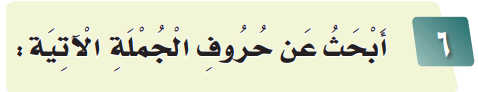 ٦ أَبْحَثُ عَن حُرُوفِ الْجُمْلَةِ الْآتِيَة :